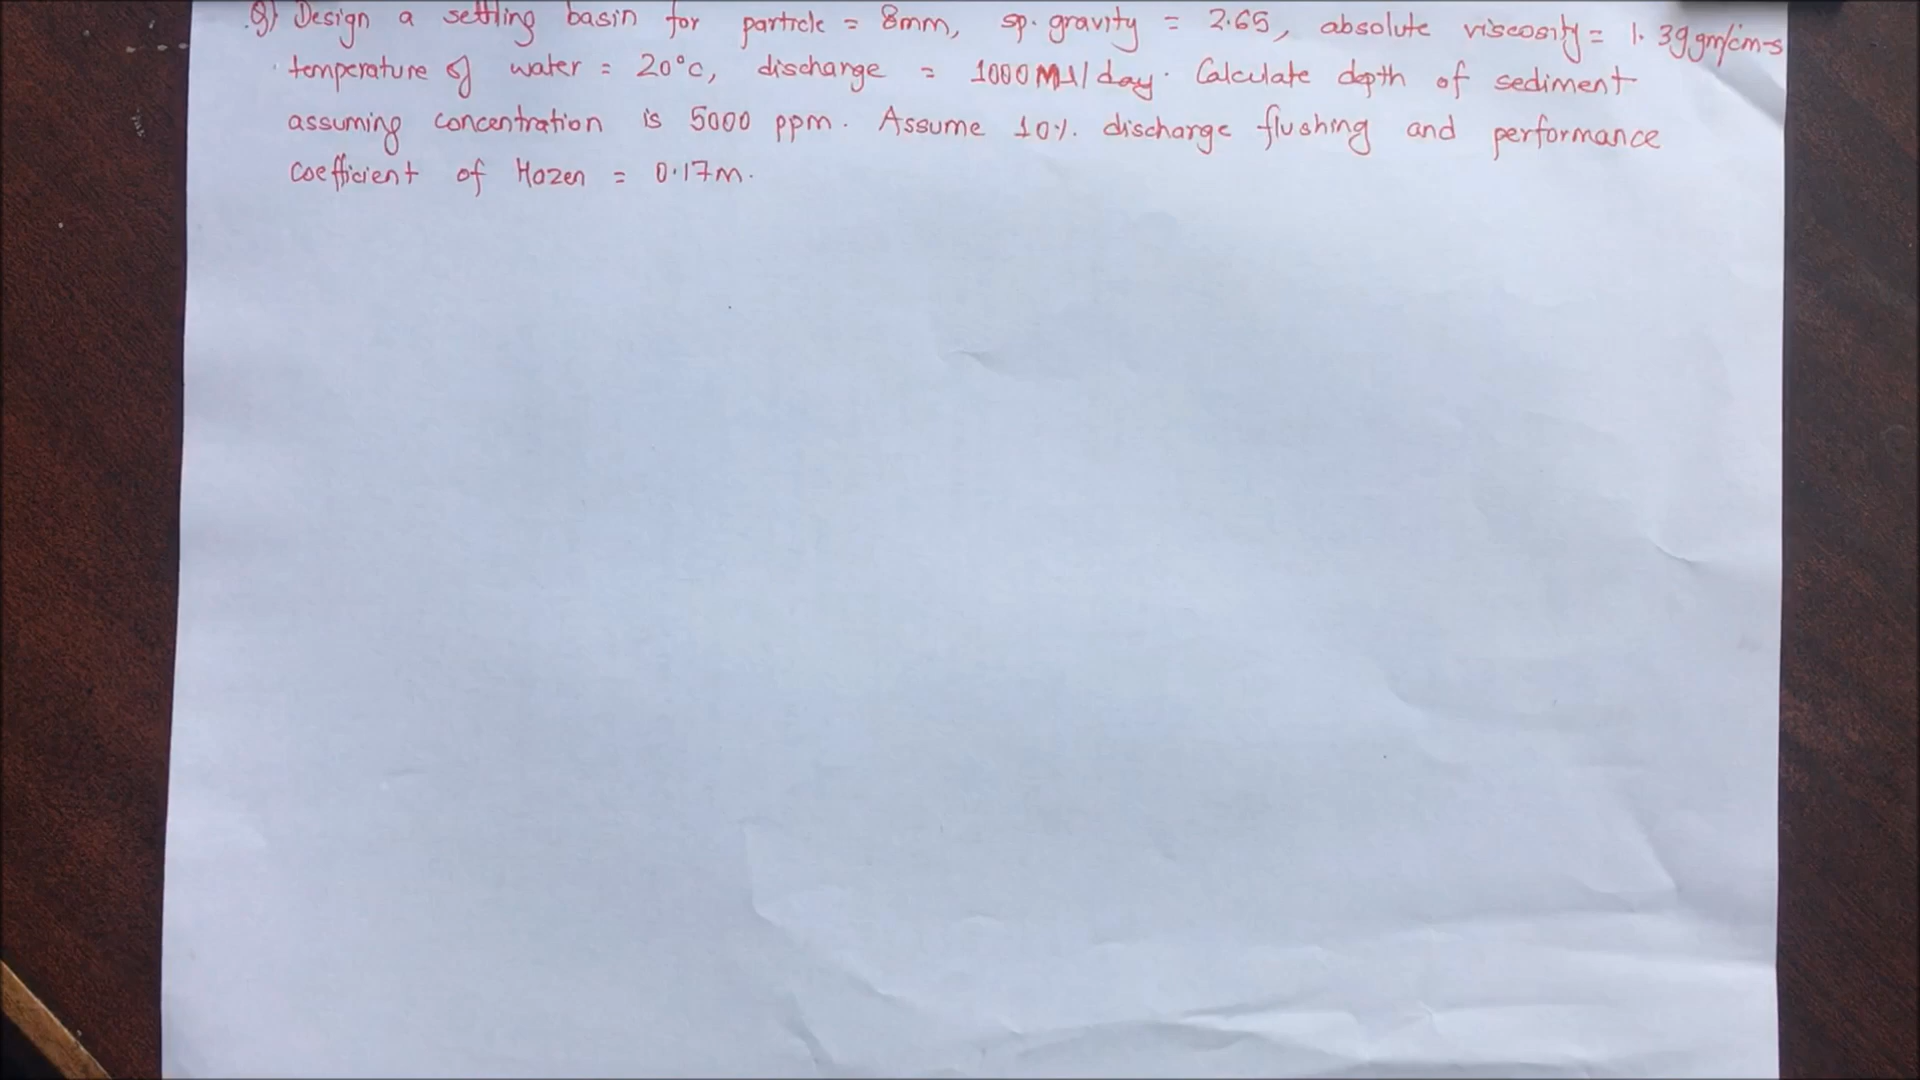 Q) Design a settling basin for particle = 8mm, sp. gravity = 2.65, absolute viscosity = 1.39gm/cm-s
temperature of water = 20°C, discharge = 1000 Ml/day. Calculate depth of sediment
assuming concentration is 5000 ppm. Assume 10% discharge flushing and performance
coefficient of Hazen = 0.17m.